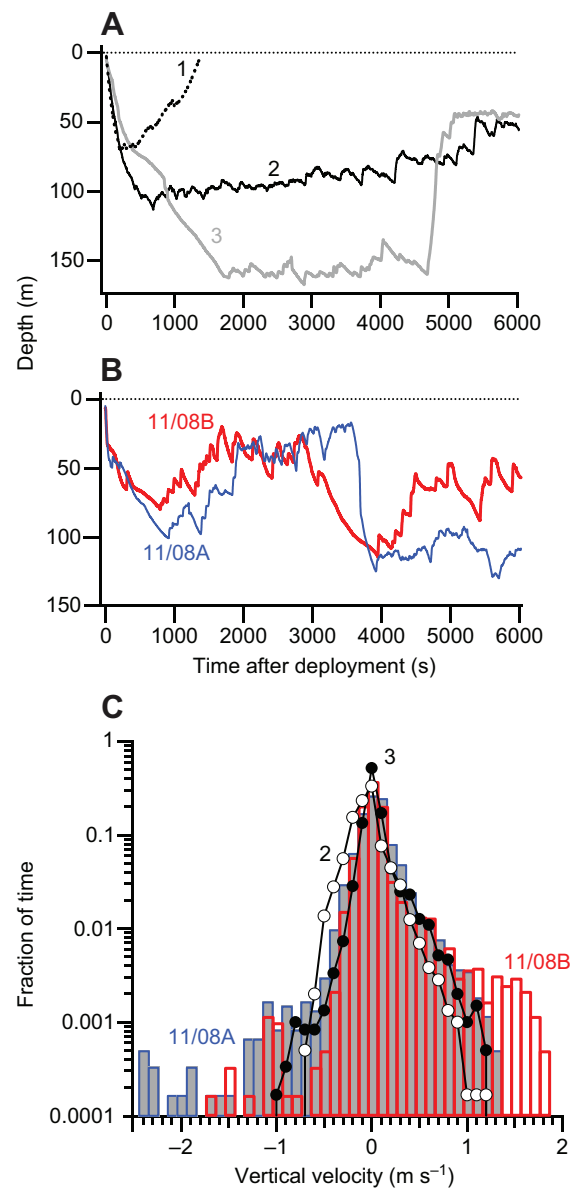 A
0
50
100
150
1
2
3
0 1000 2000 3000 4000 5000 6000
Depth (m)
B
0
50
100
150
11/08B
11/08A
0 1000 2000 3000 4000 5000 6000
Time after deployment (s)
C
1
0.1
0.01
0.001
0.0001
Fraction of time
3
2
11/08B
11/08A
–2 –1 0 1 2
Vertical velocity (m s⁻¹)